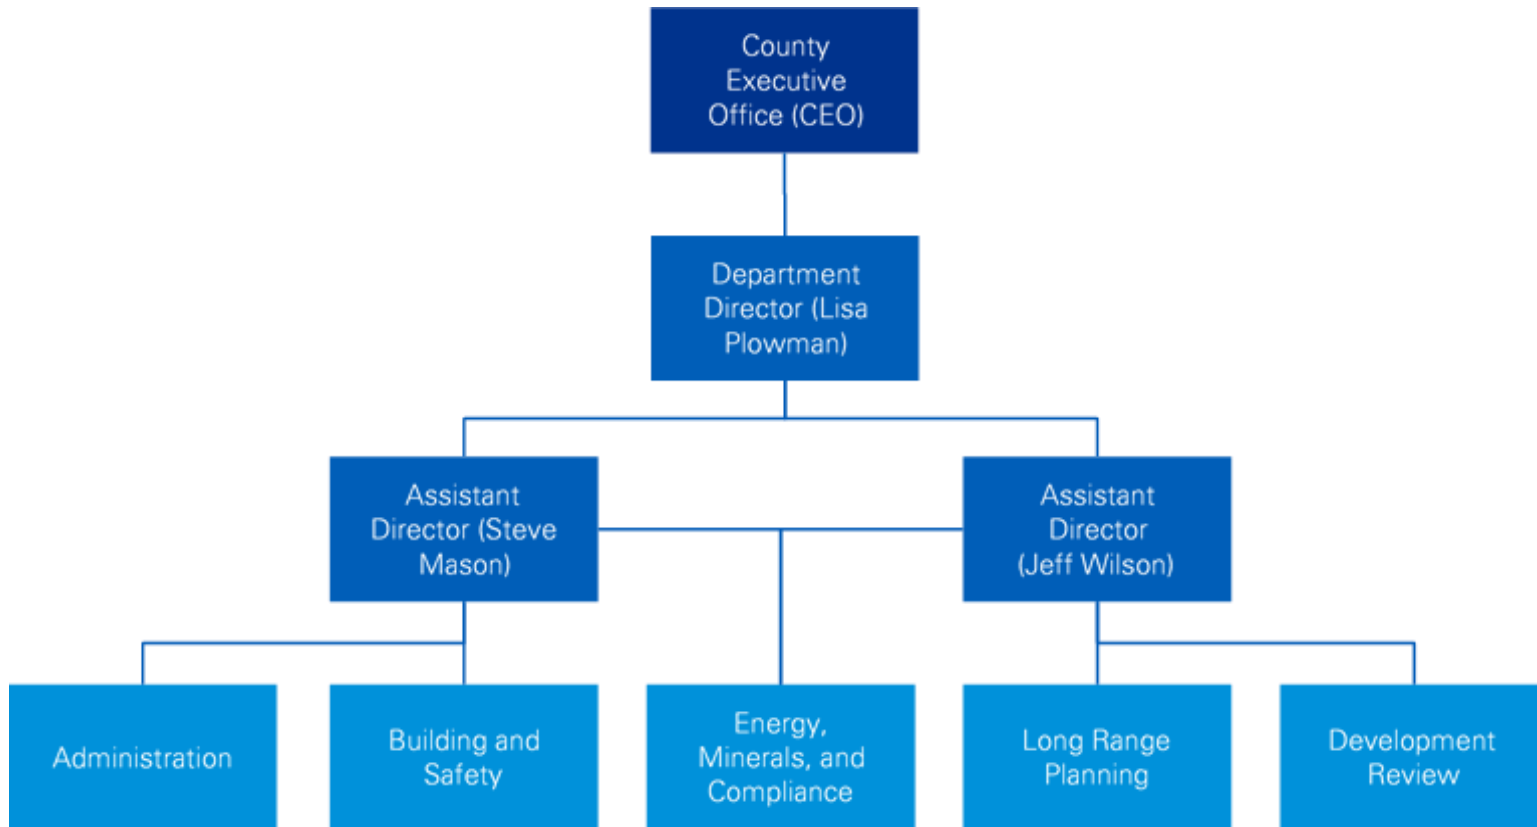 County
Executive
Office (CEO)
Department
Director (Lisa
Plowman)
Assistant
Director (Steve
Mason)
Assistant
Director
(Jeff Wilson)
Administration
Building and
Safety
Energy,
Minerals, and
Compliance
Long Range
Planning
Development
Review